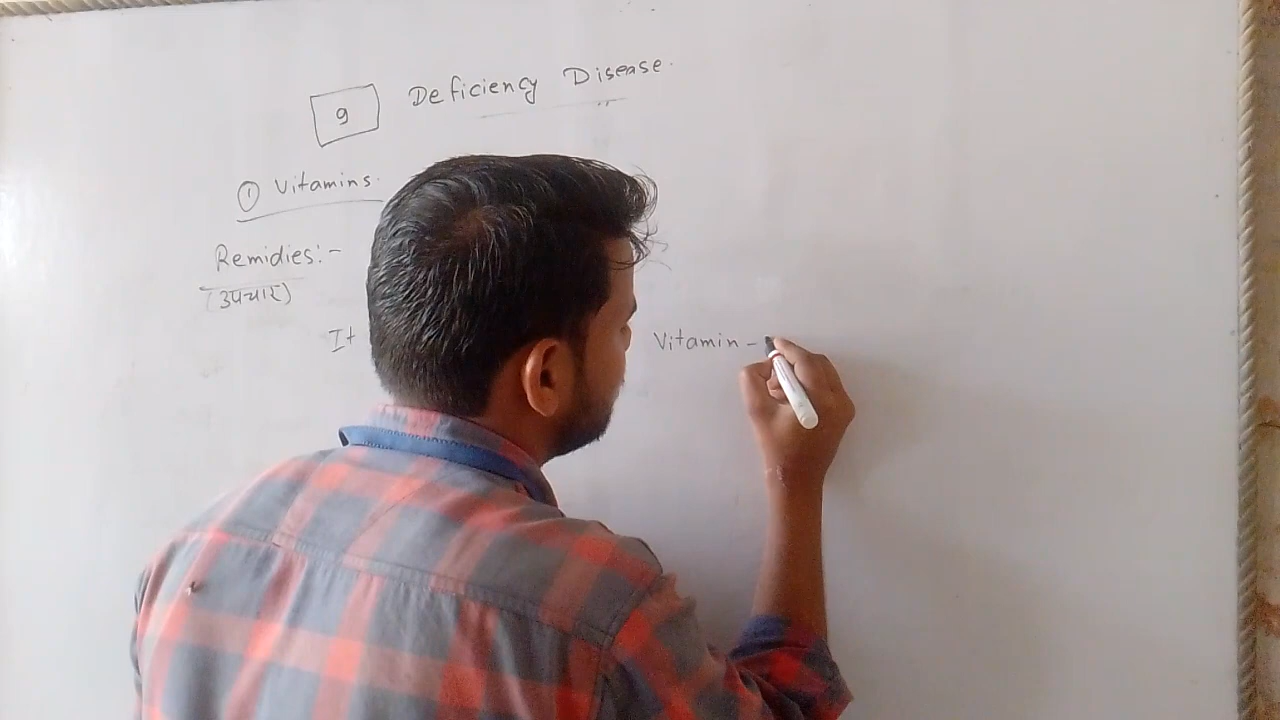 9 Deficiency Disease.
① Vitamins.
Remidies:-
(उपचार)
It Vitamin -